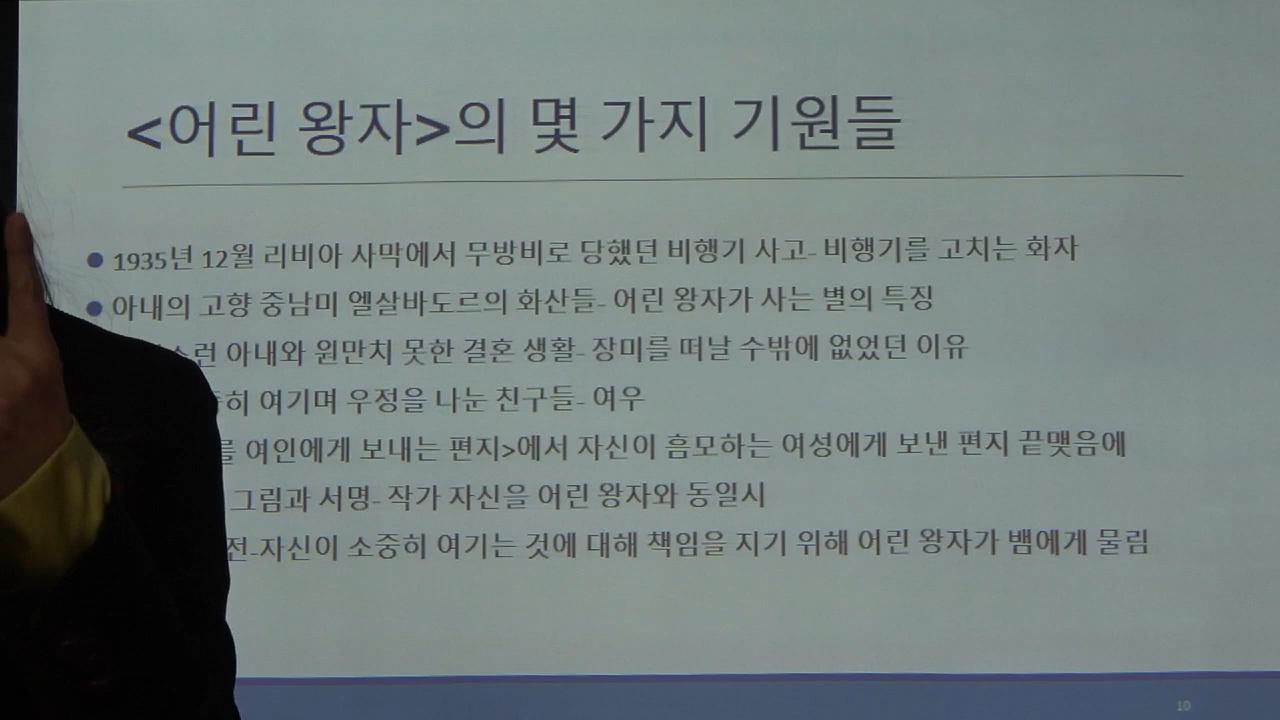 <어린 왕자>의 몇 가지 기원들
1935년 12월 리비아 사막에서 무방비로 당했던 비행기 사고- 비행기를 고치는 화자
아내의 고향 중남미 엘살바도르의 화산들- 어린 왕자가 사는 별의 특징
아내와 원만치 못한 결혼 생활- 장미를 떠날 수밖에 없었던 이유
여기며 우정을 나눈 친구들- 여우
여인에게 보내는 편지>에서 자신이 흠모하는 여성에게 보낸 편지 끝맺음에
그림과 서명- 작가 자신을 어린 왕자와 동일시
전-자신이 소중히 여기는 것에 대해 책임을 지기 위해 어린 왕자가 뱀에게 물림
10